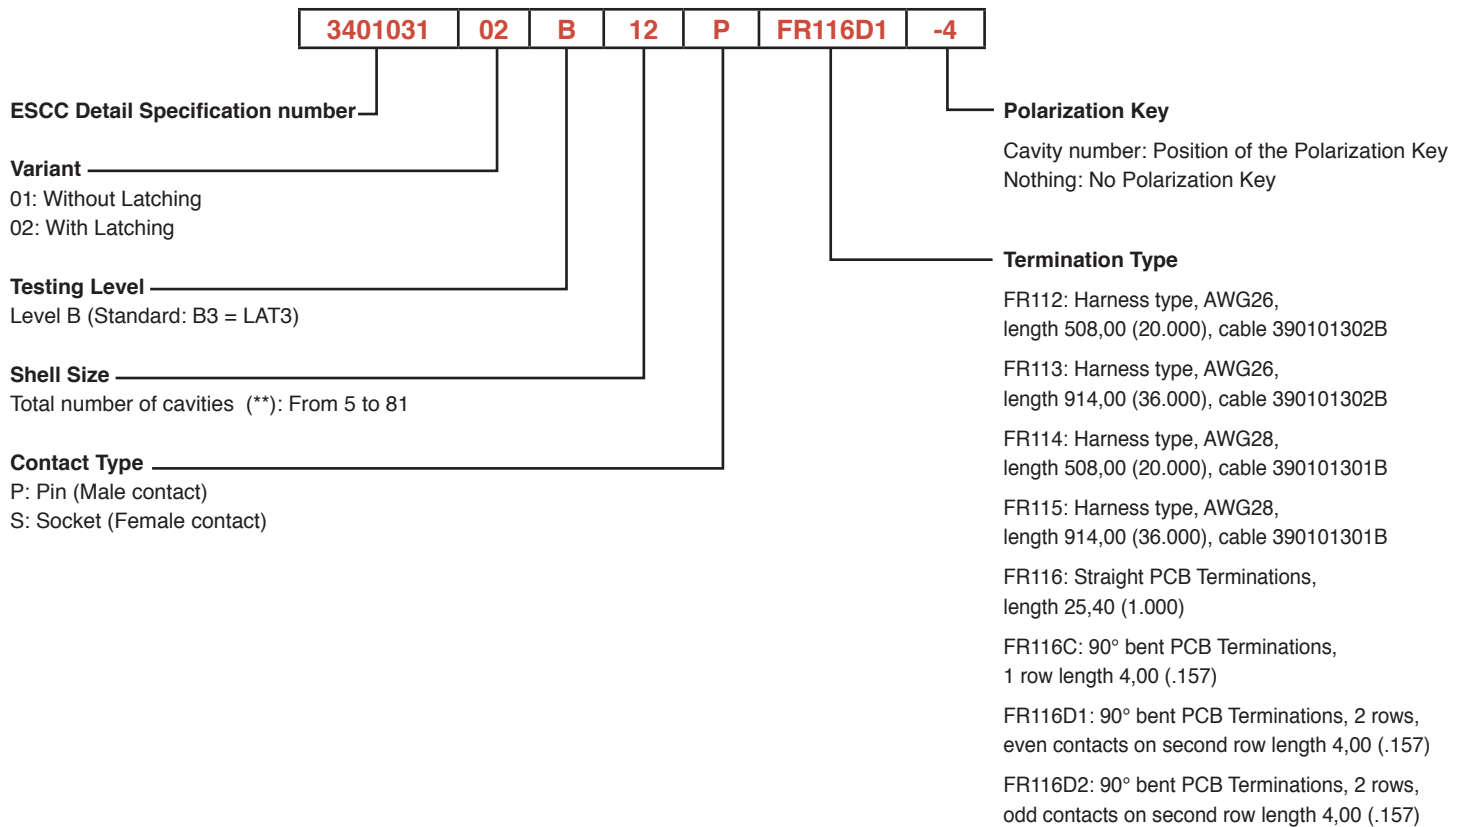 3401031 02 B 12 P FR116D1 -4
ESCC Detail Specification number
Variant
01: Without Latching
02: With Latching
Testing Level
Level B (Standard: B3 = LAT3)
Shell Size
Total number of cavities (**): From 5 to 81
Contact Type
P: Pin (Male contact)
S: Socket (Female contact)
Polarization Key
Cavity number: Position of the Polarization Key
Nothing: No Polarization Key
Termination Type
FR112: Harness type, AWG26,
length 508,00 (20.000), cable 390101302B
FR113: Harness type, AWG26,
length 914,00 (36.000), cable 390101302B
FR114: Harness type, AWG28,
length 508,00 (20.000), cable 390101301B
FR115: Harness type, AWG28,
length 914,00 (36.000), cable 390101301B
FR116: Straight PCB Terminations,
length 25,40 (1.000)
FR116C: 90° bent PCB Terminations,
1 row length 4,00 (.157)
FR116D1: 90° bent PCB Terminations, 2 rows,
even contacts on second row length 4,00 (.157)
FR116D2: 90° bent PCB Terminations, 2 rows,
odd contacts on second row length 4,00 (.157)